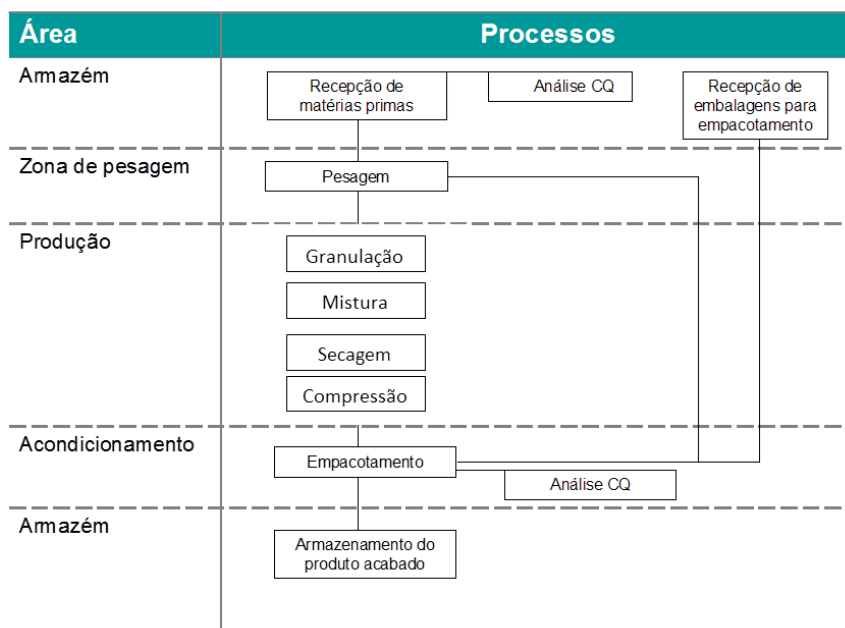 Área
Processos
Armazém
Recepção de
matérias primas
Análise CQ
Recepção de
embalagens para
empacotamento
Zona de pesagem
Pesagem
Produção
Granulação
Mistura
Secagem
Compressão
Acondicionamento
Empacotamento
Análise CQ
Armazém
Armazenamento do
produto acabado